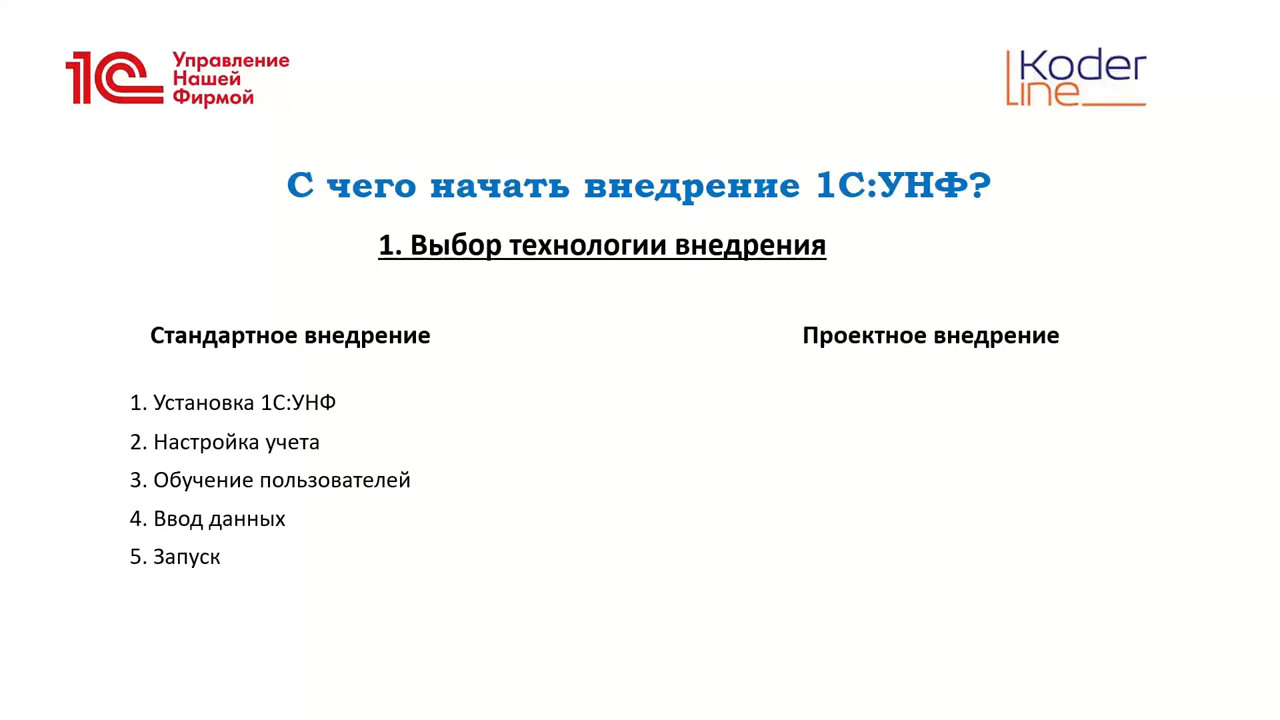 1С Управление
Нашей
Фирмой
Koder
Line
С чего начать внедрение 1С:УНФ?
1. Выбор технологии внедрения
Стандартное внедрение
Проектное внедрение
1. Установка 1С:УНФ
2. Настройка учета
3. Обучение пользователей
4. Ввод данных
5. Запуск